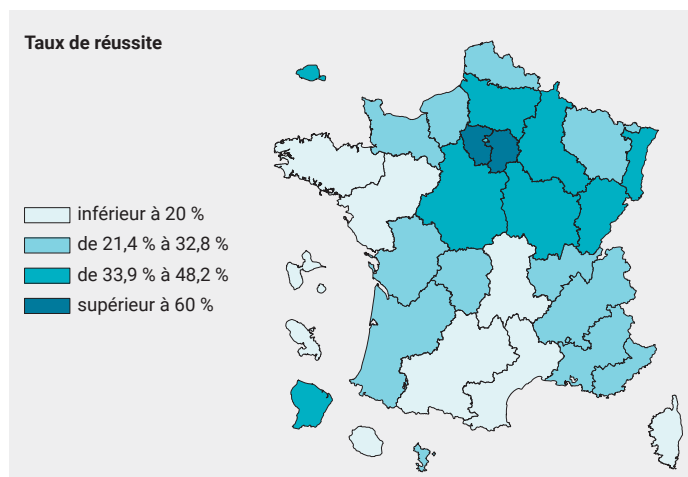 Taux de réussite
inférieur à 20 %
de 21,4 % à 32,8 %
de 33,9 % à 48,2 %
supérieur à 60 %